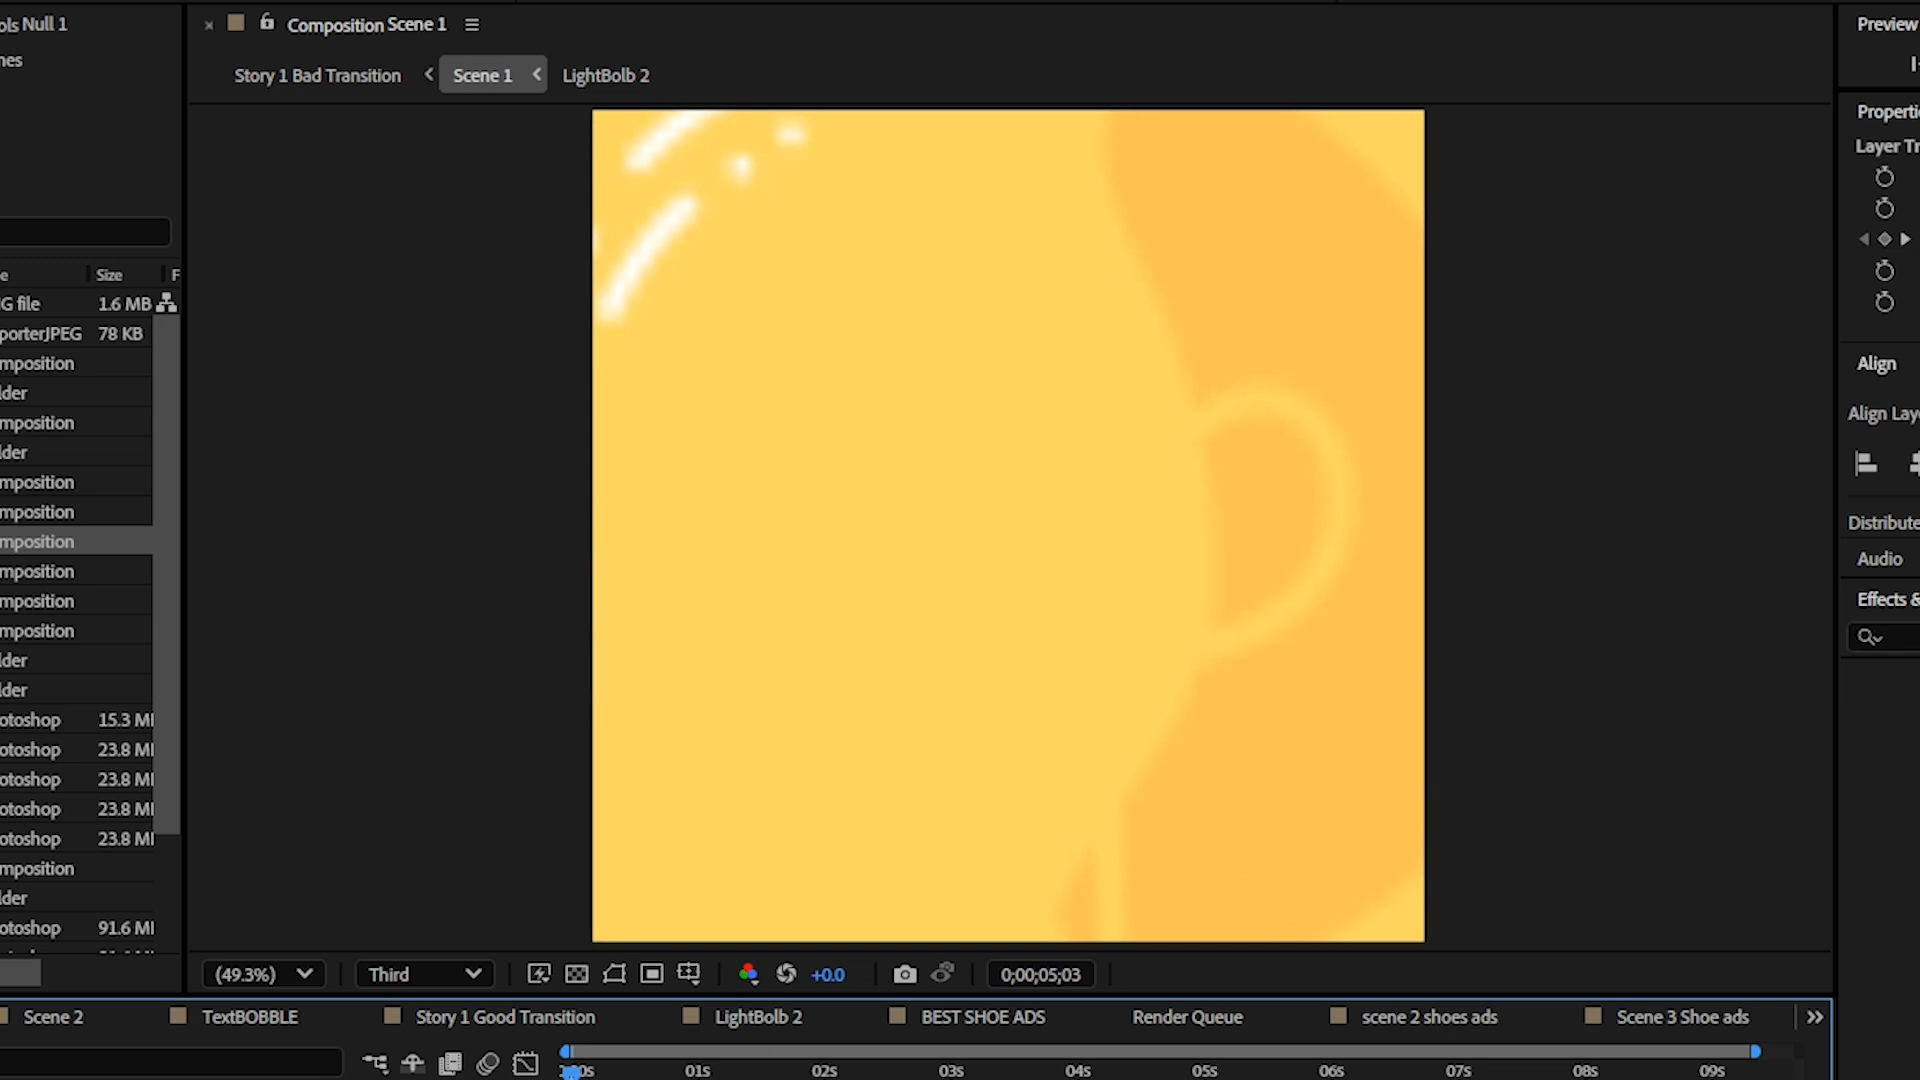 ols Null 1
nes
Composition Scene 1
Story 1 Bad Transition
Scene 1
LightBolb 2
e Size F
G file 1.6 MB
porterJPEG 78 KB
mposition
lder
mposition
lder
mposition
mposition
mposition
mposition
mposition
mposition
lder
lder
otoshop 15.3 MI
otoshop 23.8 MI
otoshop 23.8 MI
otoshop 23.8 MI
otoshop 23.8 MI
mposition
lder
otoshop 91.6 MI
(49.3%)
Third
+0.0
0;00;05;03
Preview
Properti
Layer Tr
Align
Align Lay
Distribute
Audio
Effects &
Scene 2
TextBOBBLE
Story 1 Good Transition
LightBolb 2
BEST SHOE ADS
Render Queue
scene 2 shoes ads
Scene 3 Shoe ads
01s 02s 03s 04s 05s 06s 07s 08s 09s